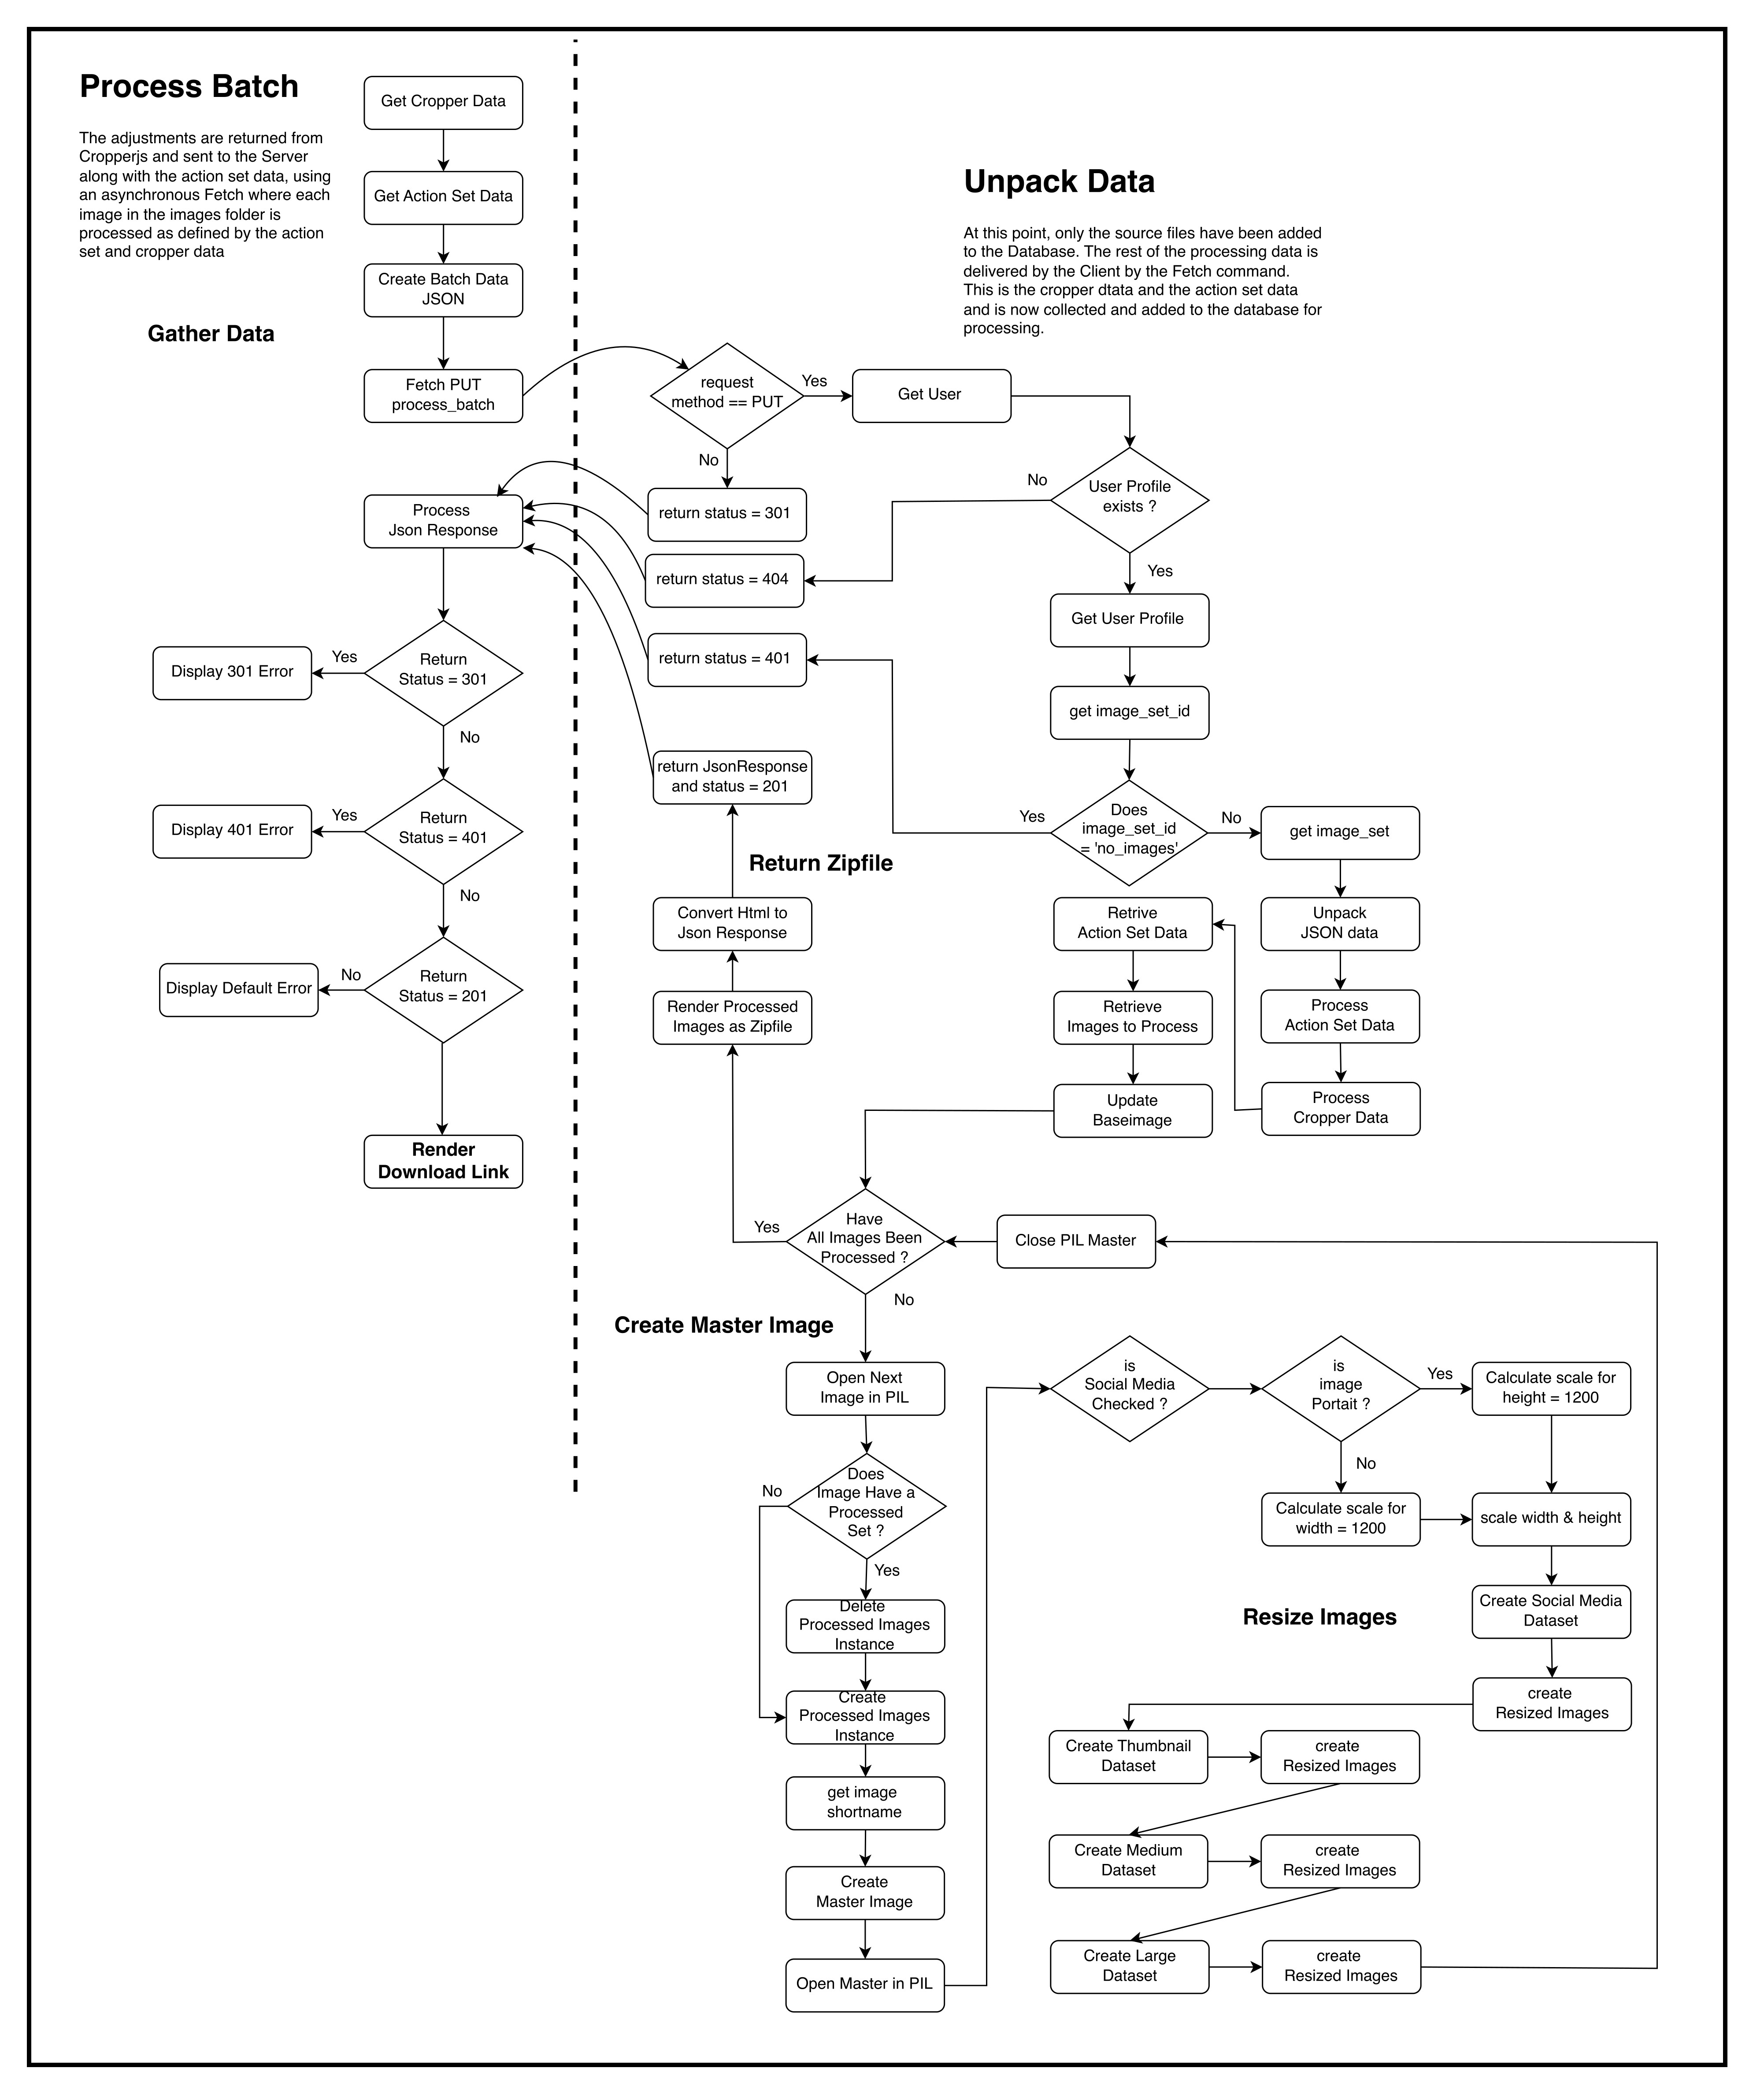 Process Batch
The adjustments are returned from
Cropperjs and sent to the Server
along with the action set data, using
an asynchronous Fetch where each
image in the images folder is
processed as defined by the action
set and cropper data
Gather Data
Get Cropper Data
Get Action Set Data
Create Batch Data
JSON
Fetch PUT
process_batch
Process
Json Response
Return
Status = 301
Yes
Display 301 Error
No
Return
Status = 401
Yes
Display 401 Error
No
Return
Status = 201
No
Display Default Error
Render
Download Link
Unpack Data
At this point, only the source files have been added
to the Database. The rest of the processing data is
delivered by the Client by the Fetch command.
This is the cropper dtata and the action set data
and is now collected and added to the database for
processing.
request
method == PUT
Yes
Get User
No
return status = 301
User Profile
exists ?
No
return status = 404
Yes
Get User Profile
return status = 401
get image_set_id
Does
image_set_id
= 'no_images'
Yes
No
get image_set
Unpack
JSON data
Process
Action Set Data
Process
Cropper Data
Retrive
Action Set Data
Retrieve
Images to Process
Update
Baseimage
return JsonResponse
and status = 201
Return Zipfile
Convert Html to
Json Response
Render Processed
Images as Zipfile
Have
All Images Been
Processed ?
Yes
Close PIL Master
No
Create Master Image
Open Next
Image in PIL
Does
Image Have a
Processed
Set ?
No
Yes
Delete
Processed Images
Instance
Create
Processed Images
Instance
get image
shortname
Create
Master Image
Open Master in PIL
is
Social Media
Checked ?
is
image
Portait ?
Yes
Calculate scale for
height = 1200
No
Calculate scale for
width = 1200
scale width & height
Resize Images
Create Social Media
Dataset
create
Resized Images
Create Thumbnail
Dataset
create
Resized Images
Create Medium
Dataset
create
Resized Images
Create Large
Dataset
create
Resized Images